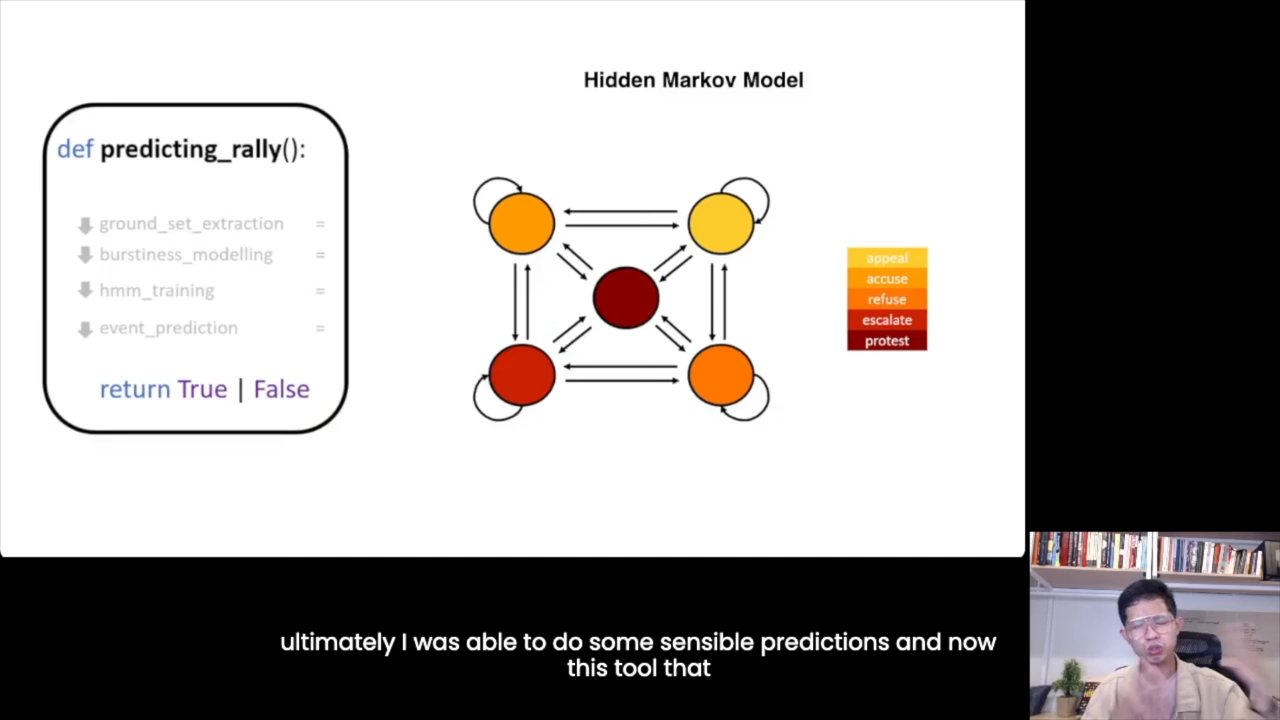 Hidden Markov Model
def predicting_rally():
ground_set_extraction =
burstiness_modelling =
hmm_training =
event_prediction =
return True | False
appeal
accuse
refuse
escalate
protest
ultimately I was able to do some sensible predictions and now
this tool that